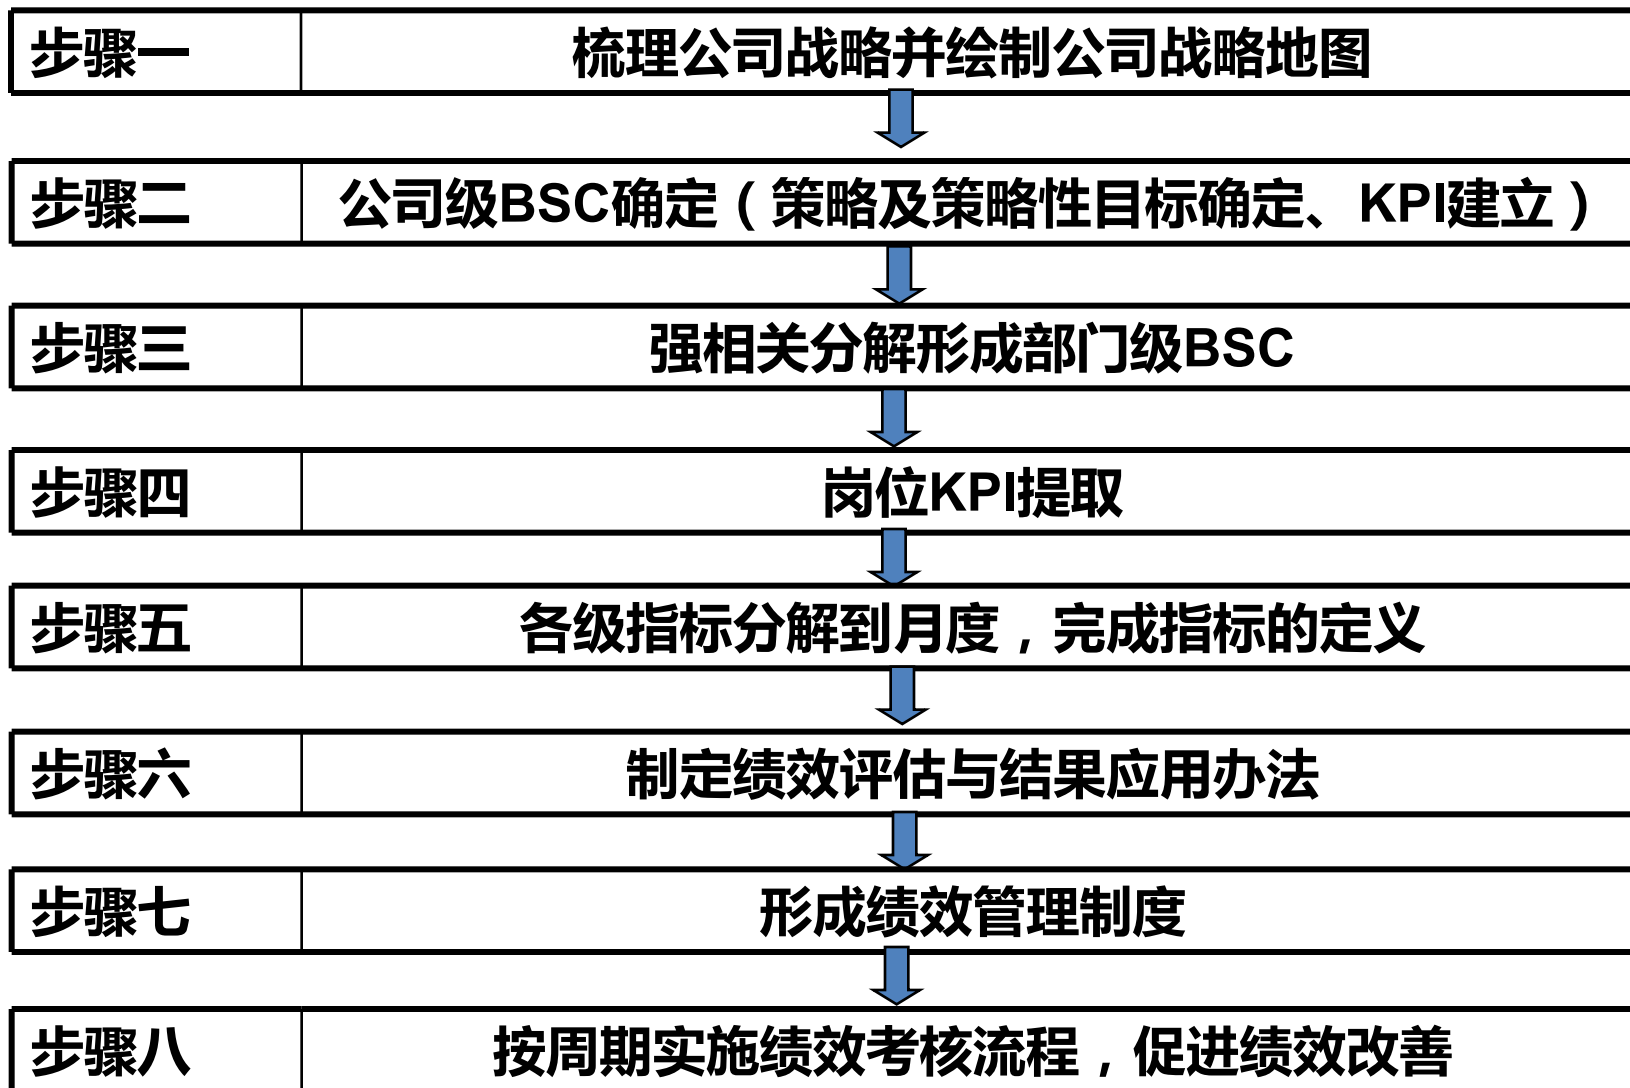 步骤一 梳理公司战略并绘制公司战略地图
步骤二 公司级BSC确定（策略及策略性目标确定、KPI建立）
步骤三 强相关分解形成部门级BSC
步骤四 岗位KPI提取
步骤五 各级指标分解到月度，完成指标的定义
步骤六 制定绩效评估与结果应用办法
步骤七 形成绩效管理制度
步骤八 按周期实施绩效考核流程，促进绩效改善